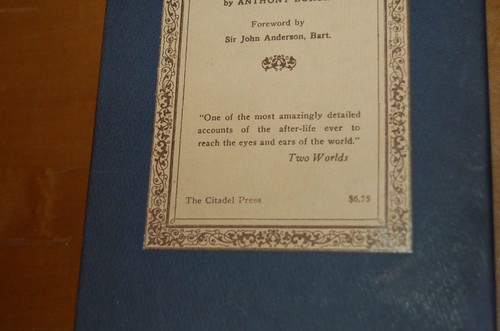 by ANTHONY
Foreword by
Sir John Anderson, Bart.
"One of the most amazingly detailed
accounts of the after-life ever to
reach the eyes and ears of the world."
Two Worlds
The Citadel Press $6.75